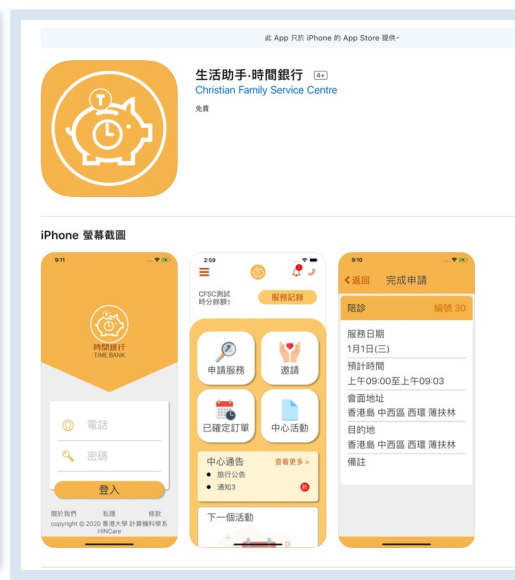 此 App 只於 iPhone 的 App Store 提供。
生活助手‧時間銀行 4+
Christian Family Service Centre
免費
iPhone 螢幕截圖
9:11
T
時間銀行
TIME BANK
電話
密碼
登入
關於我們 私隱 條款
copyright @ 2020 香港大學 計算機科學系
HINCare
2:59
CFSC測試
時分餘額1
服務記錄
申請服務
邀請
已確定訂單
中心活動
中心通告 查看更多 >
• 旅行公告
• 通知3 新
下一個活動
9:10
返回 完成申請
陪診 編號 30
服務日期
1月1日(三)
預計時間
上午09:00至上午09:03
會面地址
香港島 中西區 西環 薄扶林
目的地
香港島 中西區 西環 薄扶林
備註